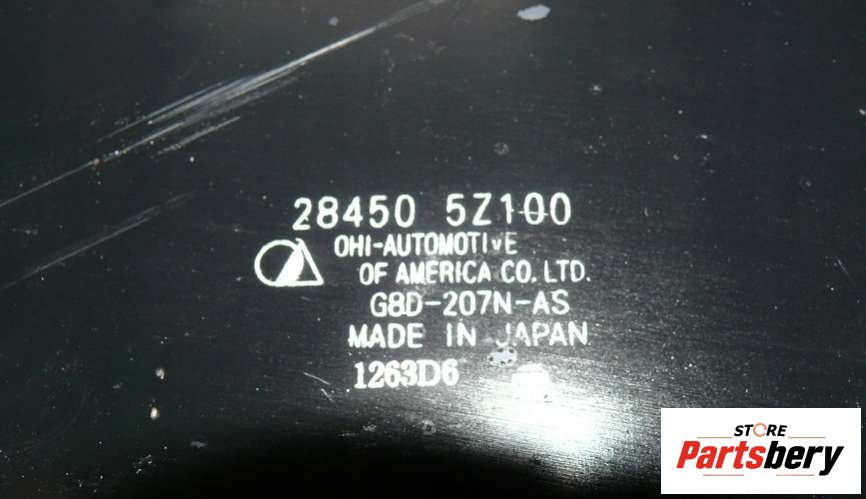 28450 5Z100
OHI-AUTOMOTIVE
OF AMERICA CO. LTD.
G8D-207N-AS
MADE IN JAPAN
1263D6
STORE
Partsbery